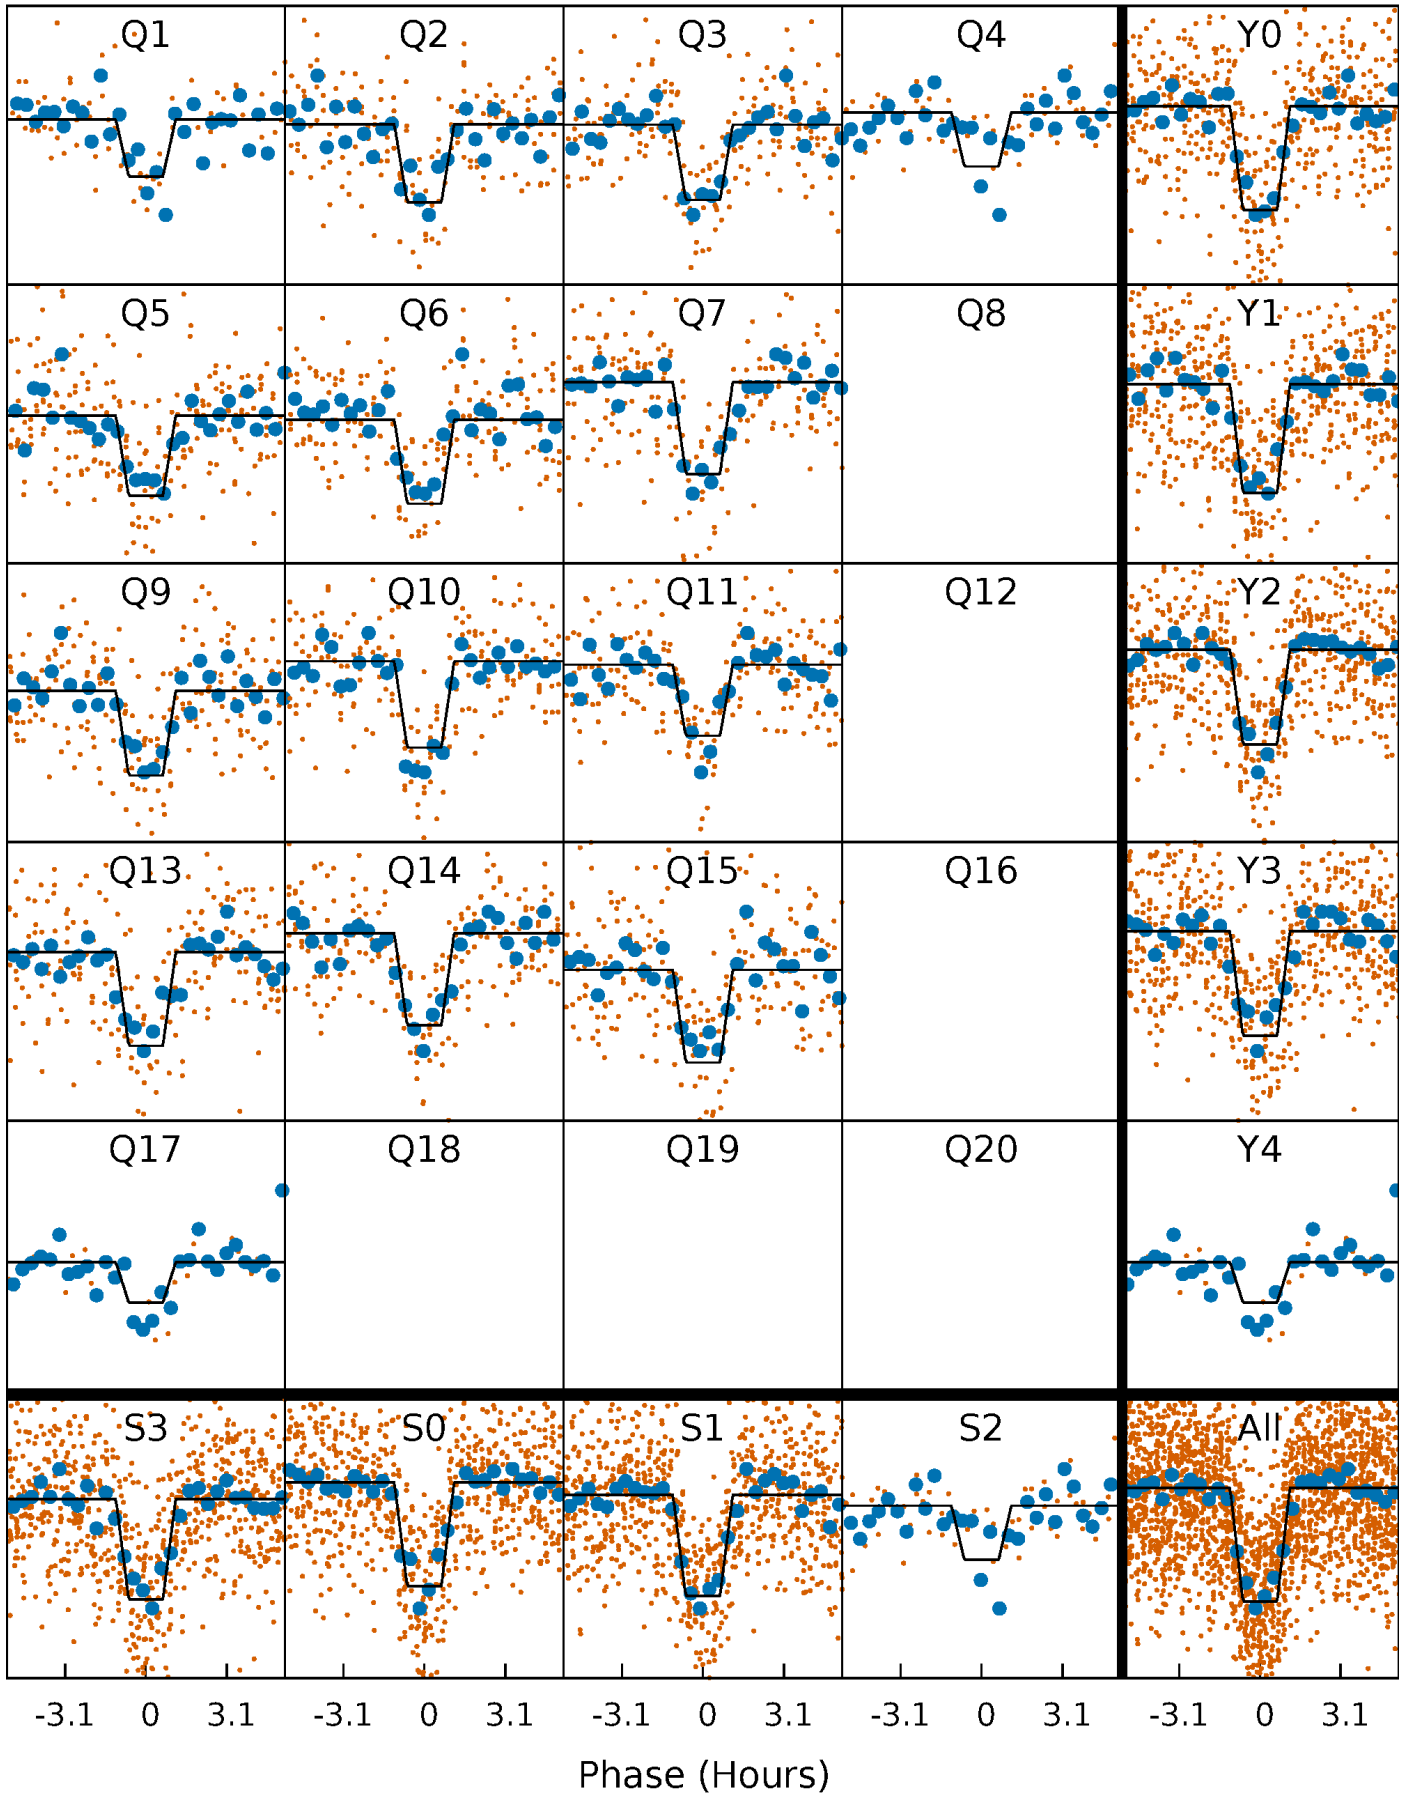 Q1 Q2 Q3 Q4 Y0
Q5 Q6 Q7 Q8 Y1
Q9 Q10 Q11 Q12 Y2
Q13 Q14 Q15 Q16 Y3
Q17 Q18 Q19 Q20 Y4
S3 S0 S1 S2 All
-3.1 0 3.1 -3.1 0 3.1 -3.1 0 3.1 -3.1 0 3.1 -3.1 0 3.1
Phase (Hours)